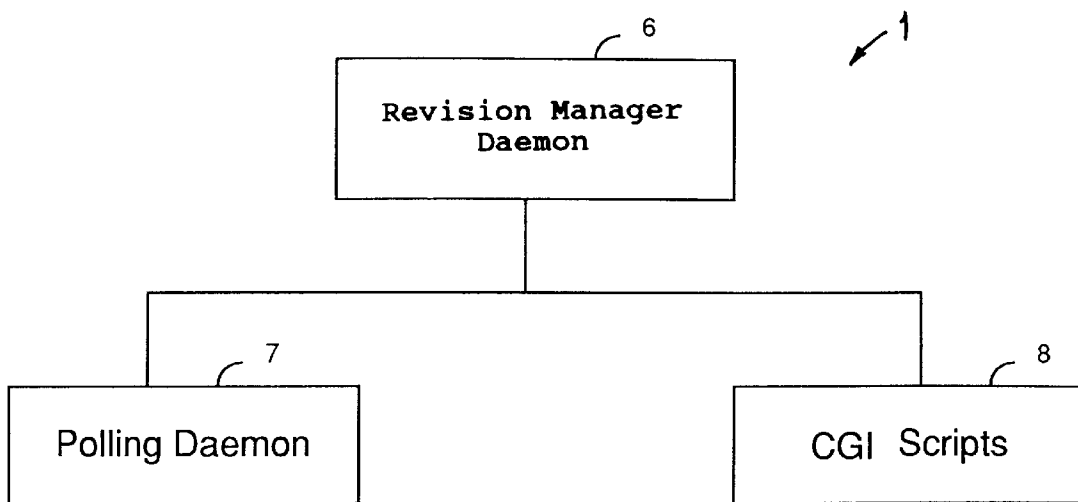 6
1
Revision Manager
Daemon
7
8
Polling Daemon
CGI Scripts